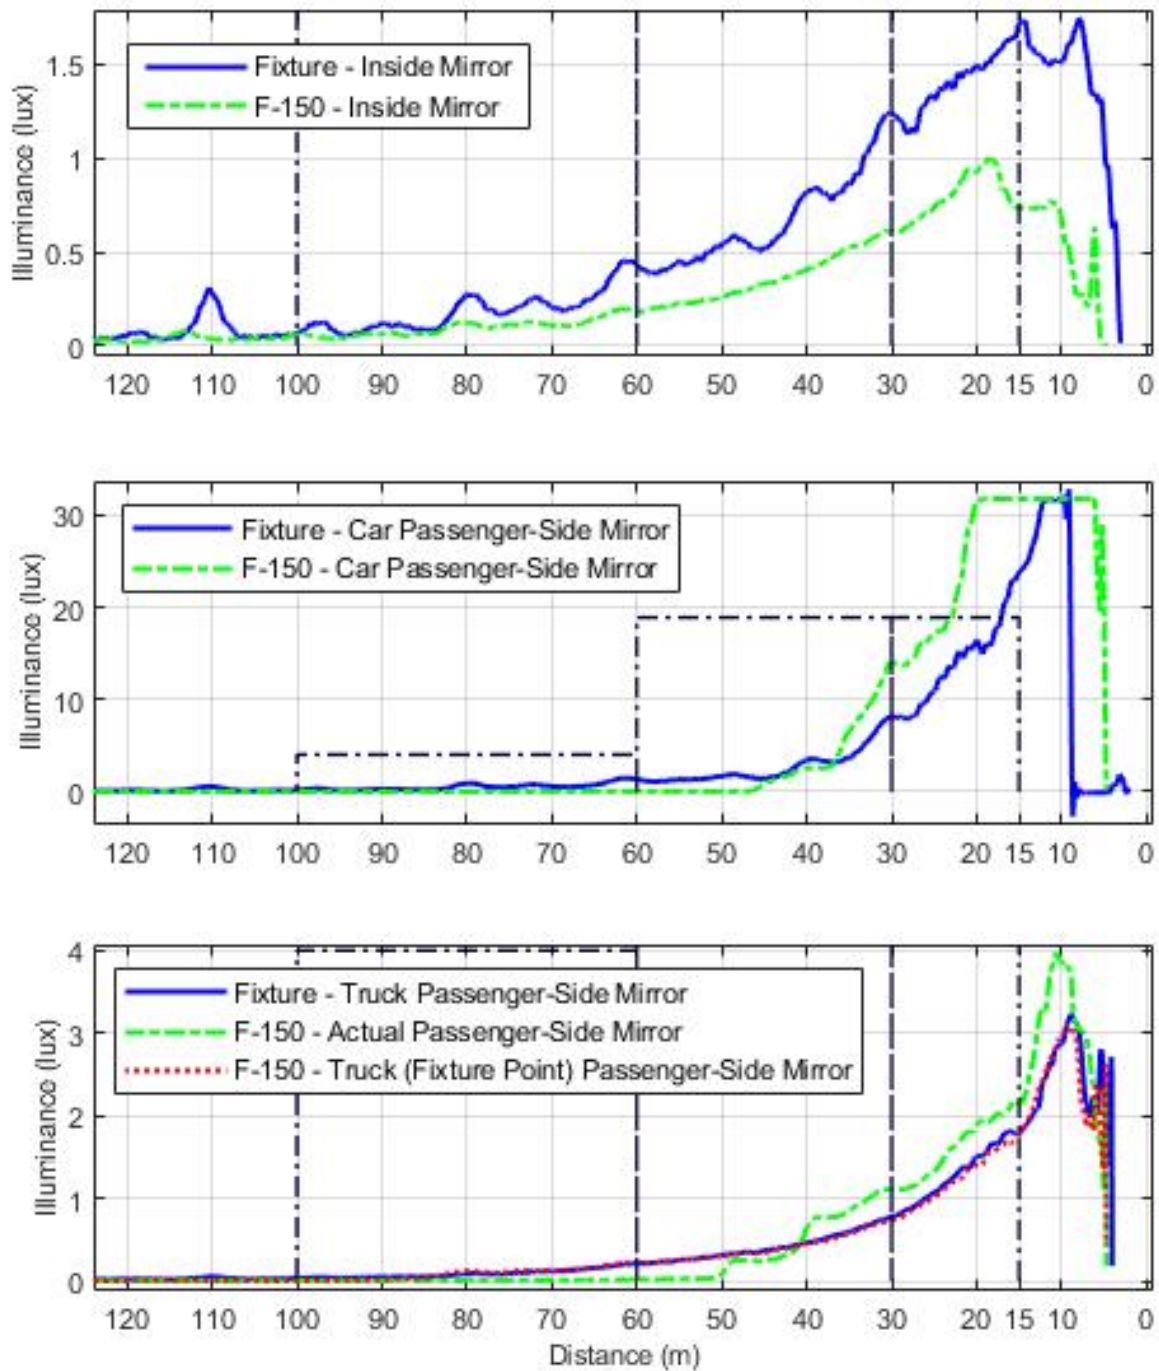 Illuminance (lux)
1.5
1
0.5
0
Fixture - Inside Mirror
F-150 - Inside Mirror
120 110 100 90 80 70 60 50 40 30 20 15 10 0
Illuminance (lux)
30
20
10
0
Fixture - Car Passenger-Side Mirror
F-150 - Car Passenger-Side Mirror
120 110 100 90 80 70 60 50 40 30 20 15 10 0
Illuminance (lux)
4
3
2
1
0
Fixture - Truck Passenger-Side Mirror
F-150 - Actual Passenger-Side Mirror
F-150 - Truck (Fixture Point) Passenger-Side Mirror
120 110 100 90 80 70 60 50 40 30 20 15 10 0
Distance (m)